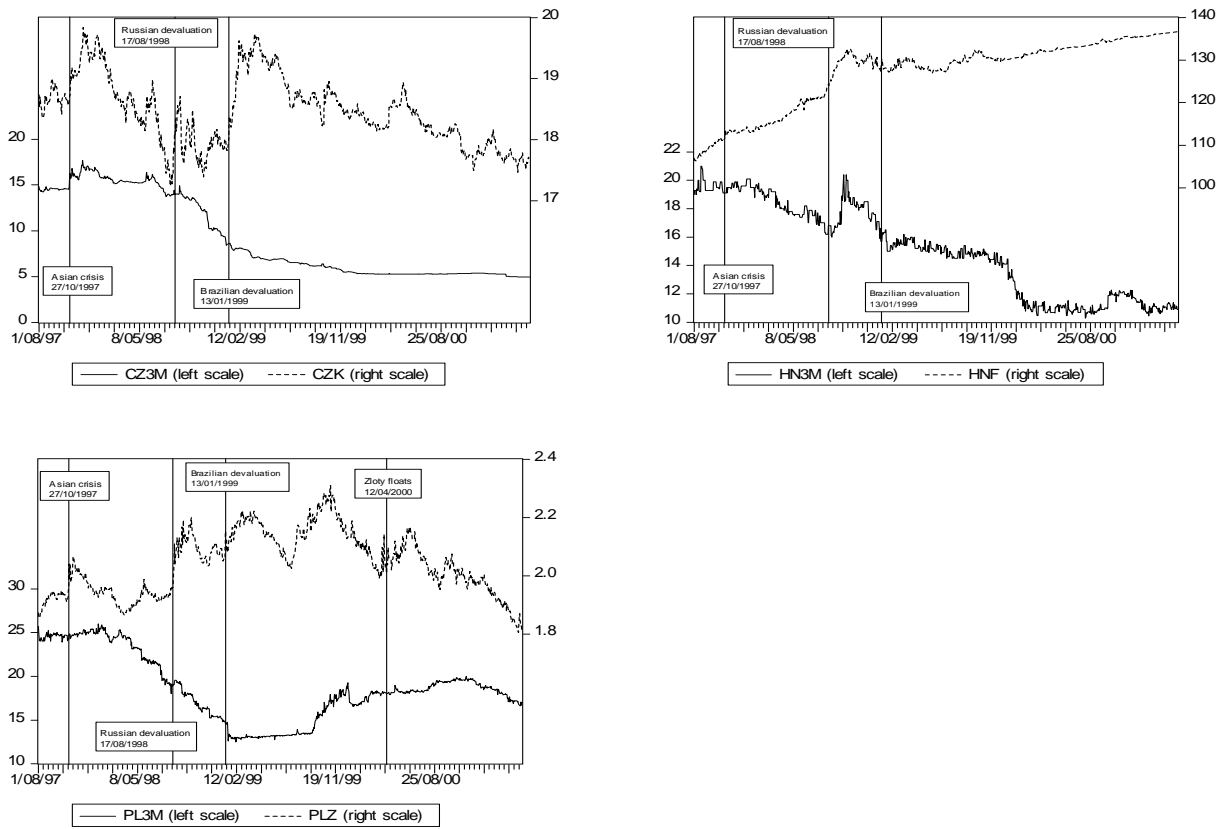 20
Russian devaluation
17/08/1998
19
18
20
15
17
10
5
Asian crisis
27/10/1997
Brazilian devaluation
13/01/1999
0
1/08/97 8/05/98 12/02/99 19/11/99 25/08/00
CZ3M (left scale) CZK (right scale)
140
Russian devaluation
17/08/1998
130
120
22
110
20
100
18
16
14
Asian crisis
27/10/1997
Brazilian devaluation
13/01/1999
12
10
1/08/97 8/05/98 12/02/99 19/11/99 25/08/00
HN3M (left scale) HNF (right scale)
2.4
Asian crisis
27/10/1997
Brazilian devaluation
13/01/1999
Zloty floats
12/04/2000
2.2
30
2.0
25
1.8
20
15
Russian devaluation
17/08/1998
10
1/08/97 8/05/98 12/02/99 19/11/99 25/08/00
PL3M (left scale) PLZ (right scale)